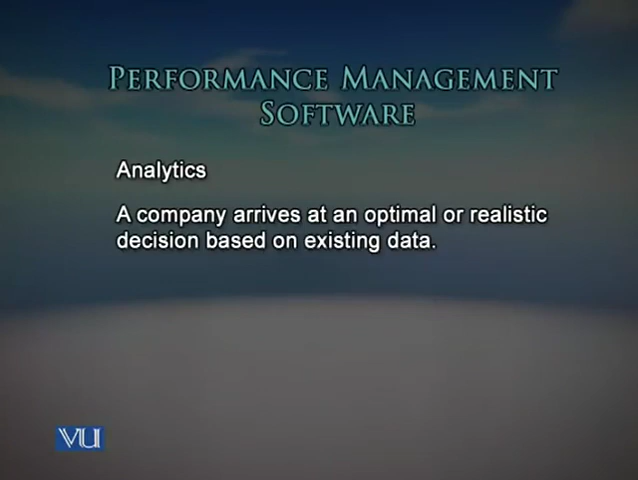 PERFORMANCE MANAGEMENT
SOFTWARE
Analytics
A company arrives at an optimal or realistic
decision based on existing data.
VU